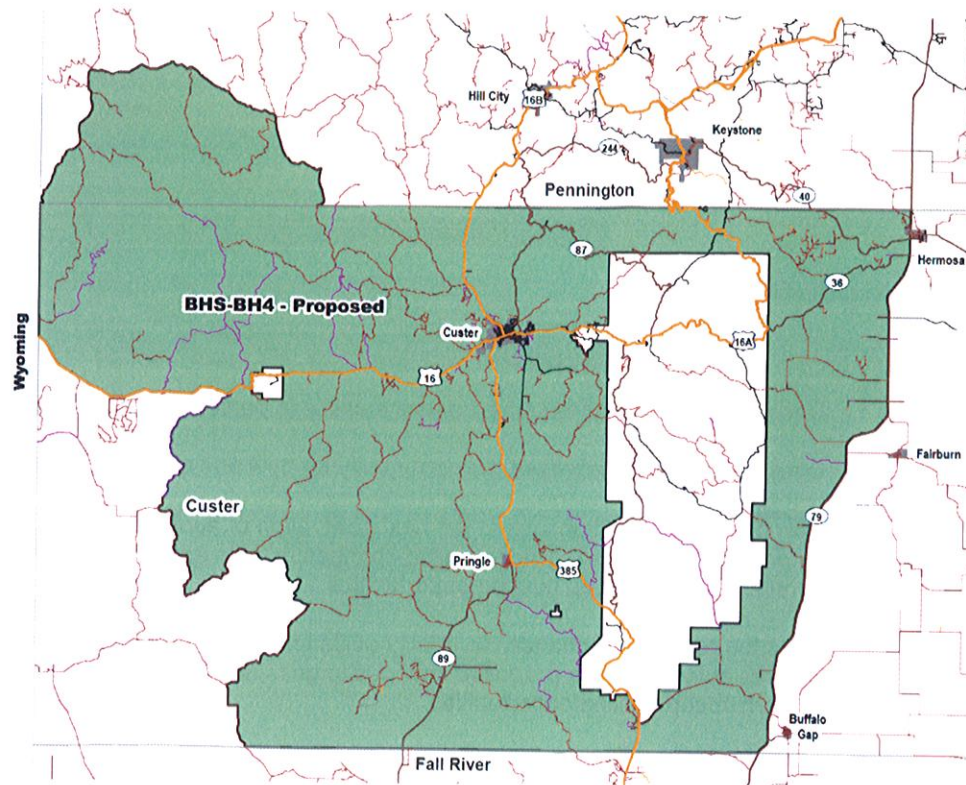 Hill City
16B
Keystone
244
Pennington
40
Hermosa
87
36
BHS-BH4 - Proposed
Wyoming
Custer
16A
16
Fairburn
Custer
79
Pringle
385
89
Buffalo
Gap
Fall River